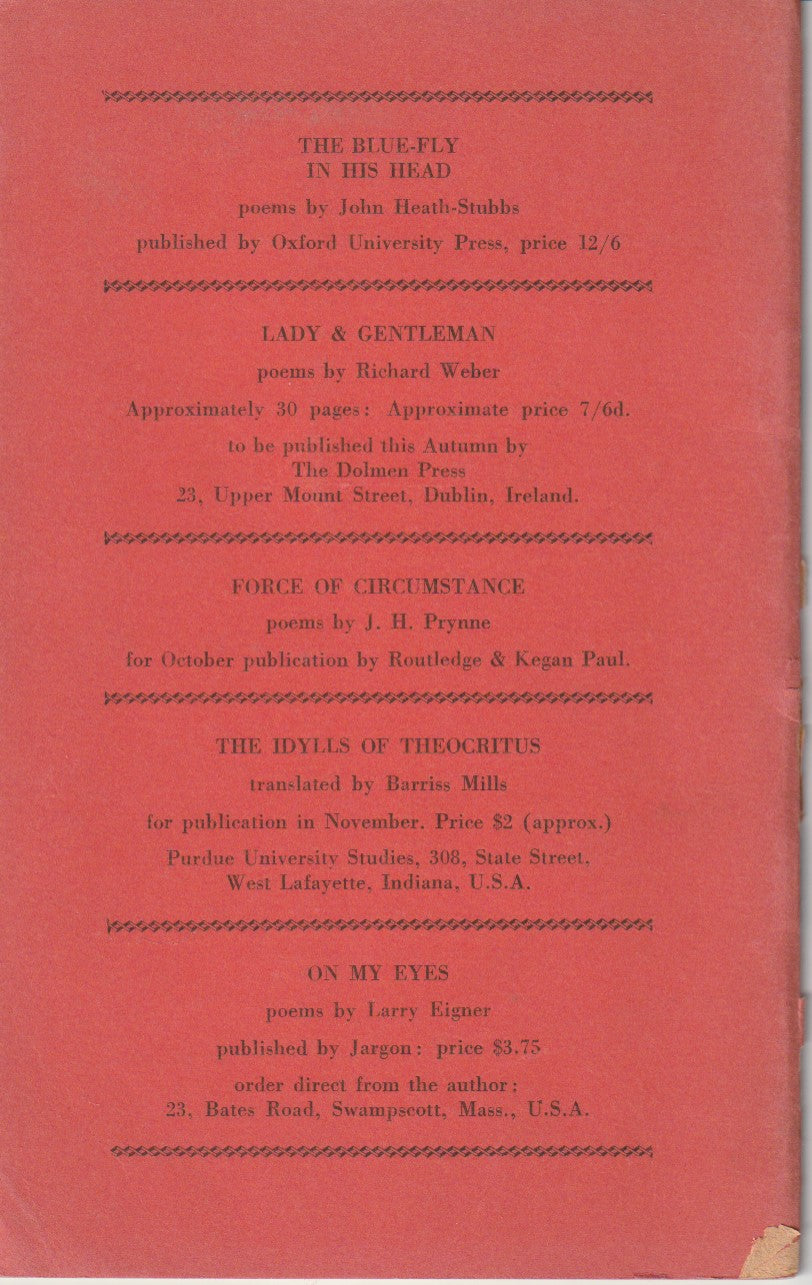 THE BLUE-FLY
IN HIS HEAD
poems by John Heath-Stubbs
published by Oxford University Press, price 12/6
LADY & GENTLEMAN
poems by Richard Weber
Approximately 30 pages: Approximate price 7/6d.
to be published this Autumn by
The Dolmen Press
23, Upper Mount Street, Dublin, Ireland.
FORCE OF CIRCUMSTANCE
poems by J. H. Prynne
for October publication by Routledge & Kegan Paul.
THE IDYLLS OF THEOCRITUS
translated by Barriss Mills
for publication in November. Price $2 (approx.)
Purdue University Studies, 308, State Street,
West Lafayette, Indiana, U.S.A.
ON MY EYES
poems by Larry Eigner
published by Jargon: price $3.75
order direct from the author:
23, Bates Road, Swampscott, Mass., U.S.A.